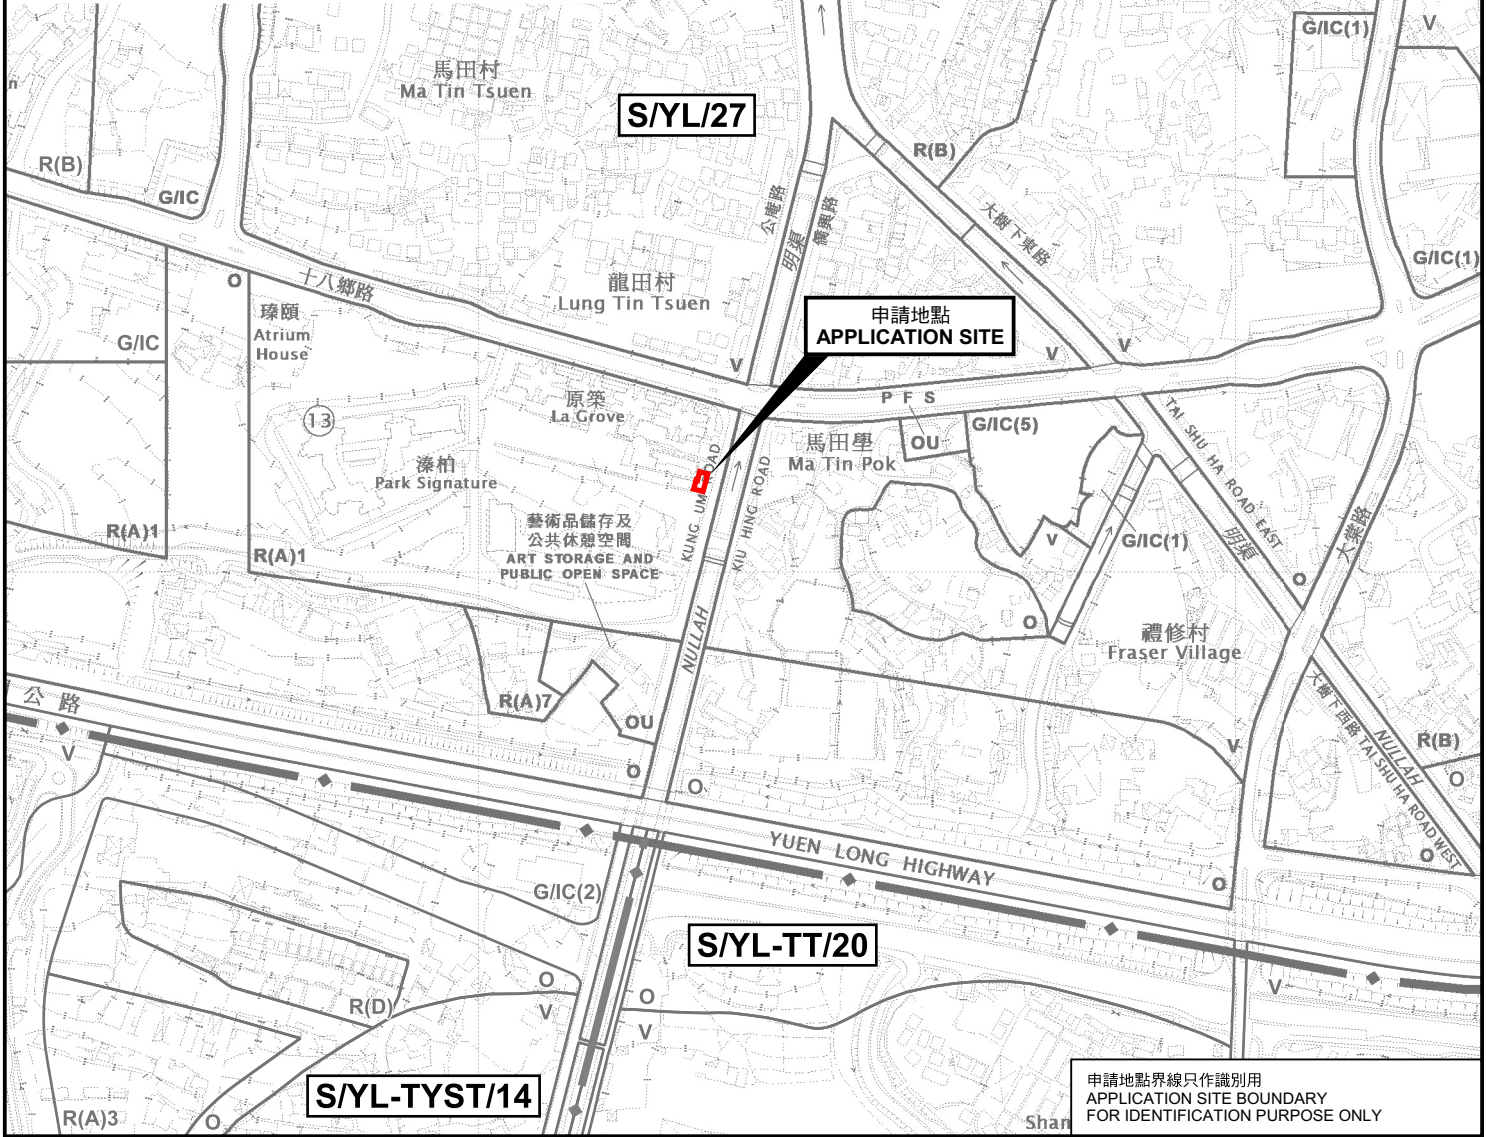 G/IC(1)
V
馬田村
Ma Tin Tsuen
S/YL/27
R(B)
R(B)
G/IC
公庵路
明渠
僑興路
大樹下東路
G/IC(1)
O
十八鄉路
龍田村
Lung Tin Tsuen
瑧頤
Atrium
House
G/IC
申請地點
APPLICATION SITE
V
V
V
原築
La Grove
P F S
13
OU
G/IC(5)
馬田壆
Ma Tin Pok
溱柏
Park Signature
TAI SHU HA ROAD EAST
KUNG UM ROAD
KIU HING ROAD
藝術品儲存及
公共休憩空間
ART STORAGE AND
PUBLIC OPEN SPACE
R(A)1
R(A)1
V
G/IC(1)
明渠
大棠路
O
O
禮修村
Fraser Village
NULLAH
R(A)7
OU
公路
V
O
O
V
大樹下西路 TAI SHU HA ROAD WEST
NULLAH
R(B)
O
O
YUEN LONG HIGHWAY
O
G/IC(2)
S/YL-TT/20
O
V
O
V
V
R(D)
S/YL-TYST/14
R(A)3
O
Shan
申請地點界線只作識別用
APPLICATION SITE BOUNDARY
FOR IDENTIFICATION PURPOSE ONLY